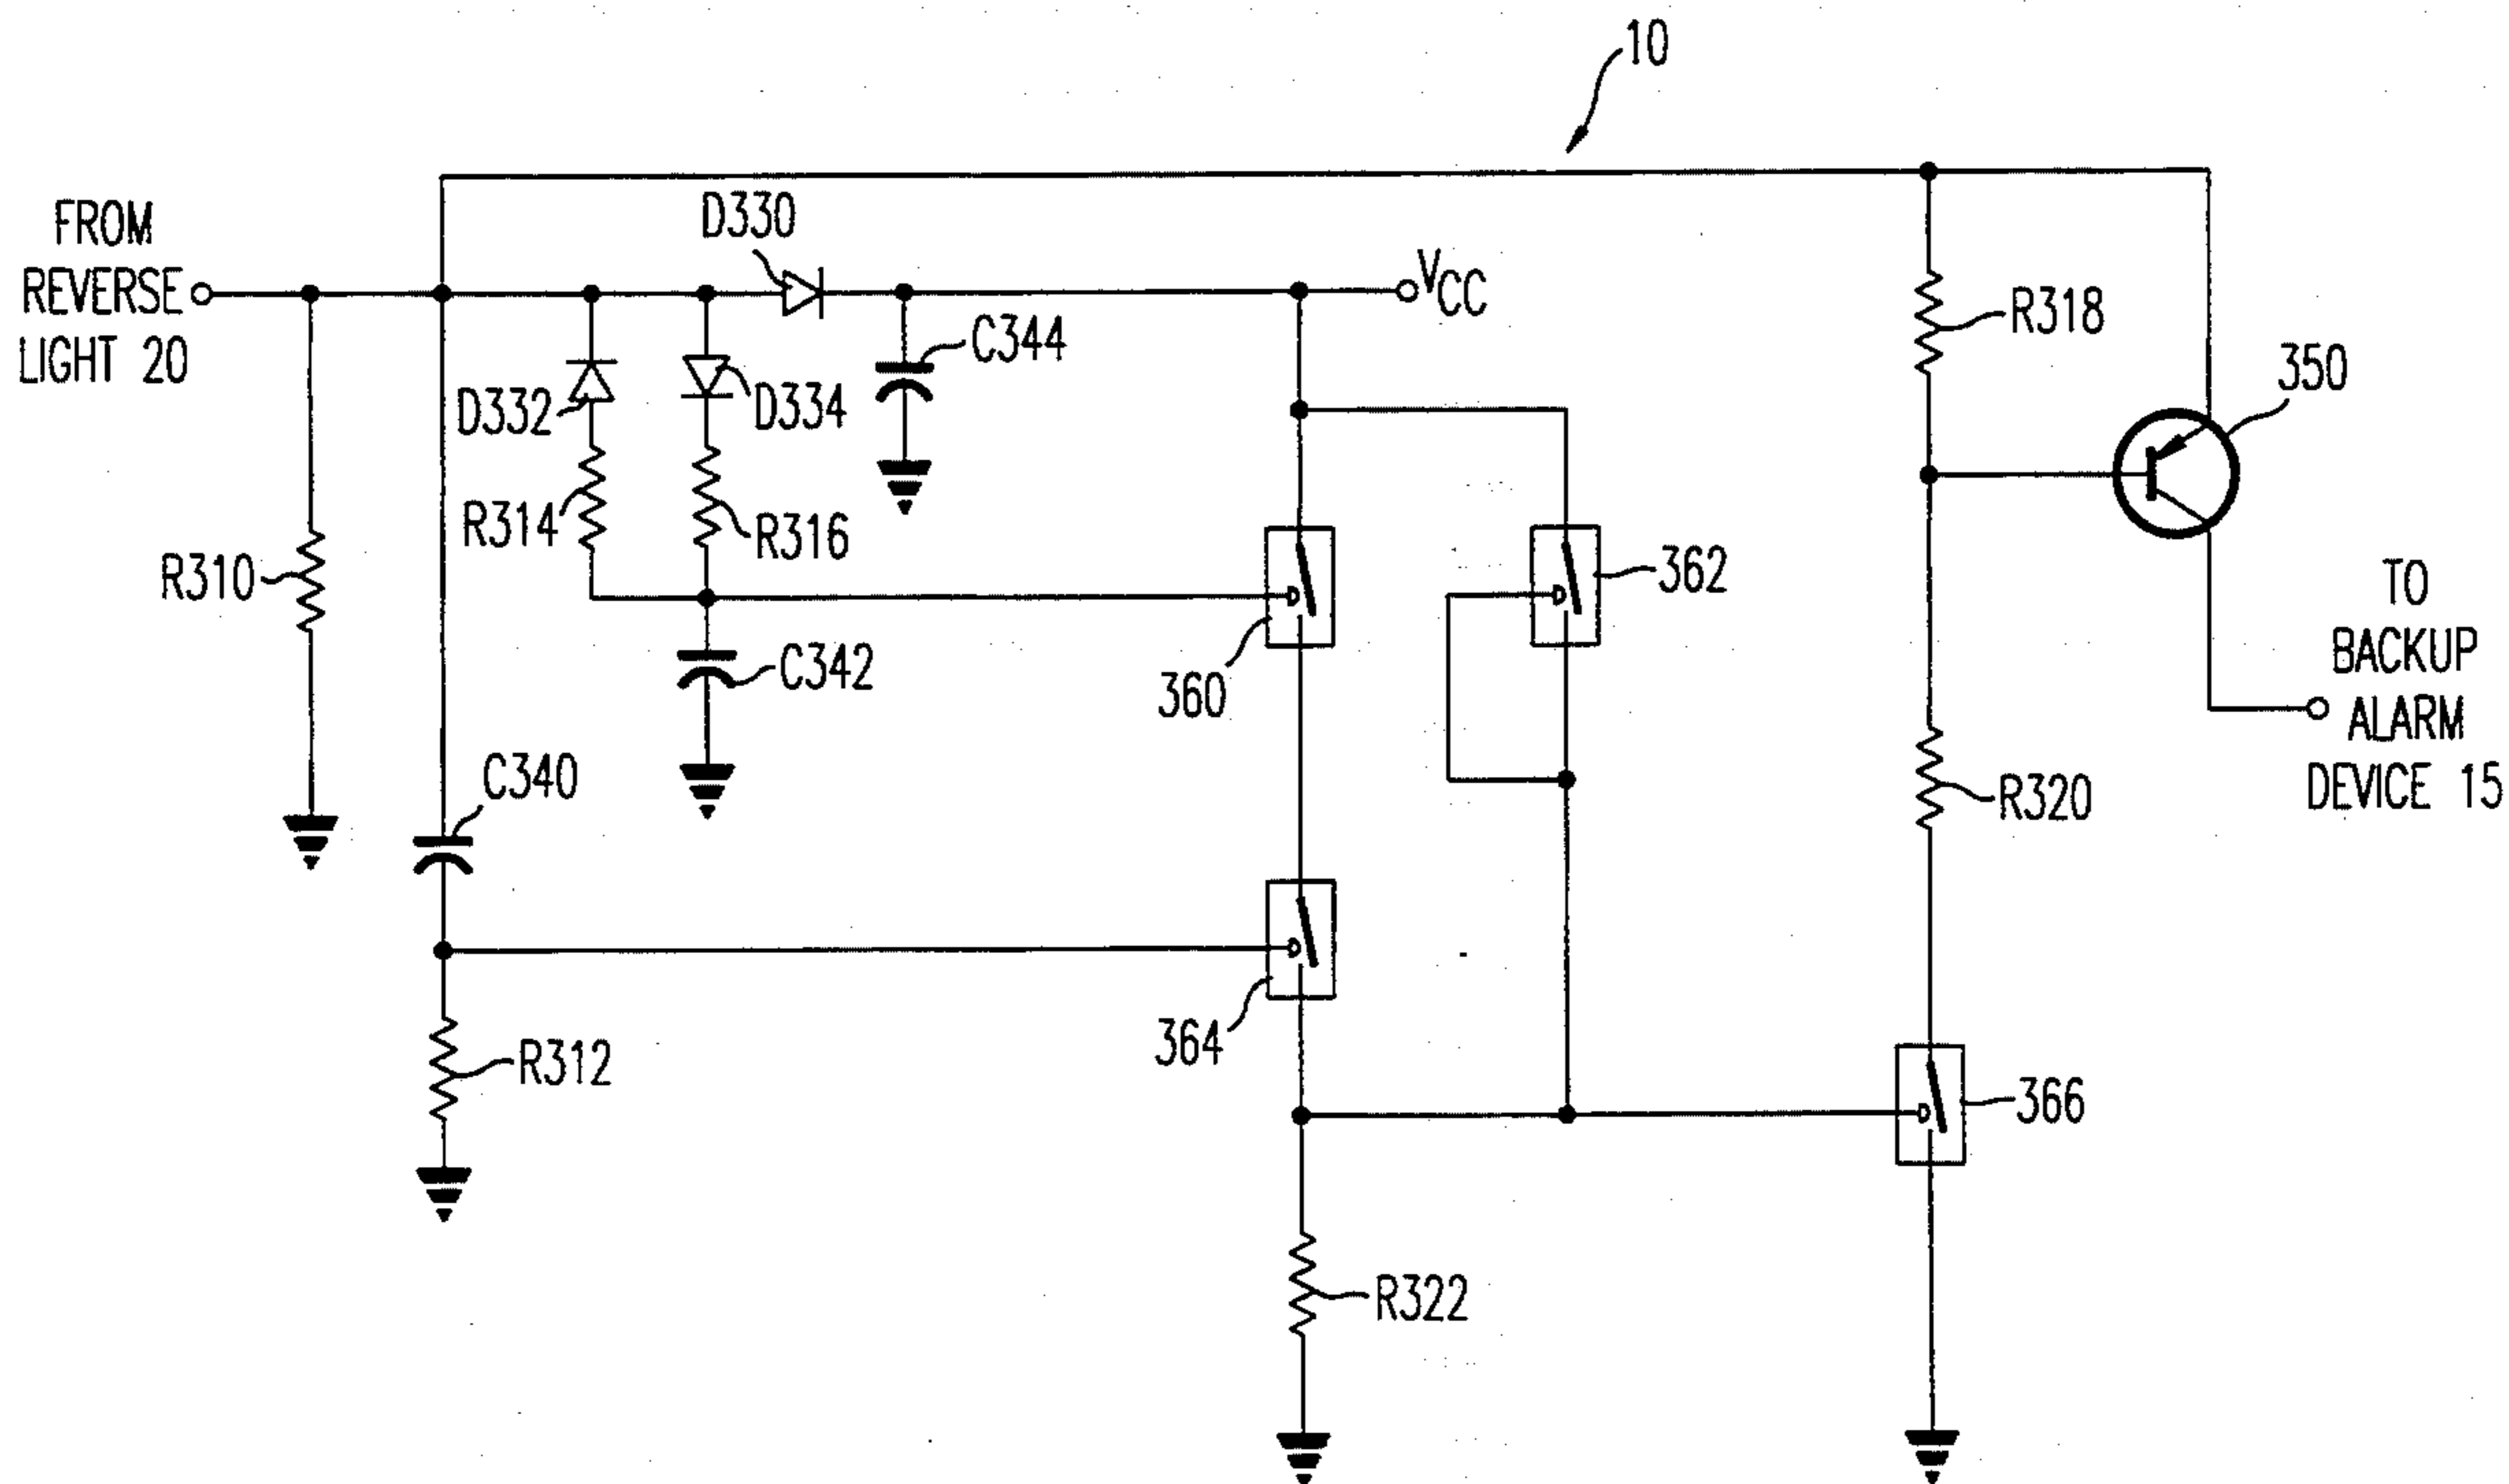 10
FROM
REVERSE
LIGHT 20
D330
VCC
C344
R318
350
D332
D334
R314
R316
R310
362
TO
BACKUP
ALARM
DEVICE 15
360
C342
C340
R320
364
R312
366
R322